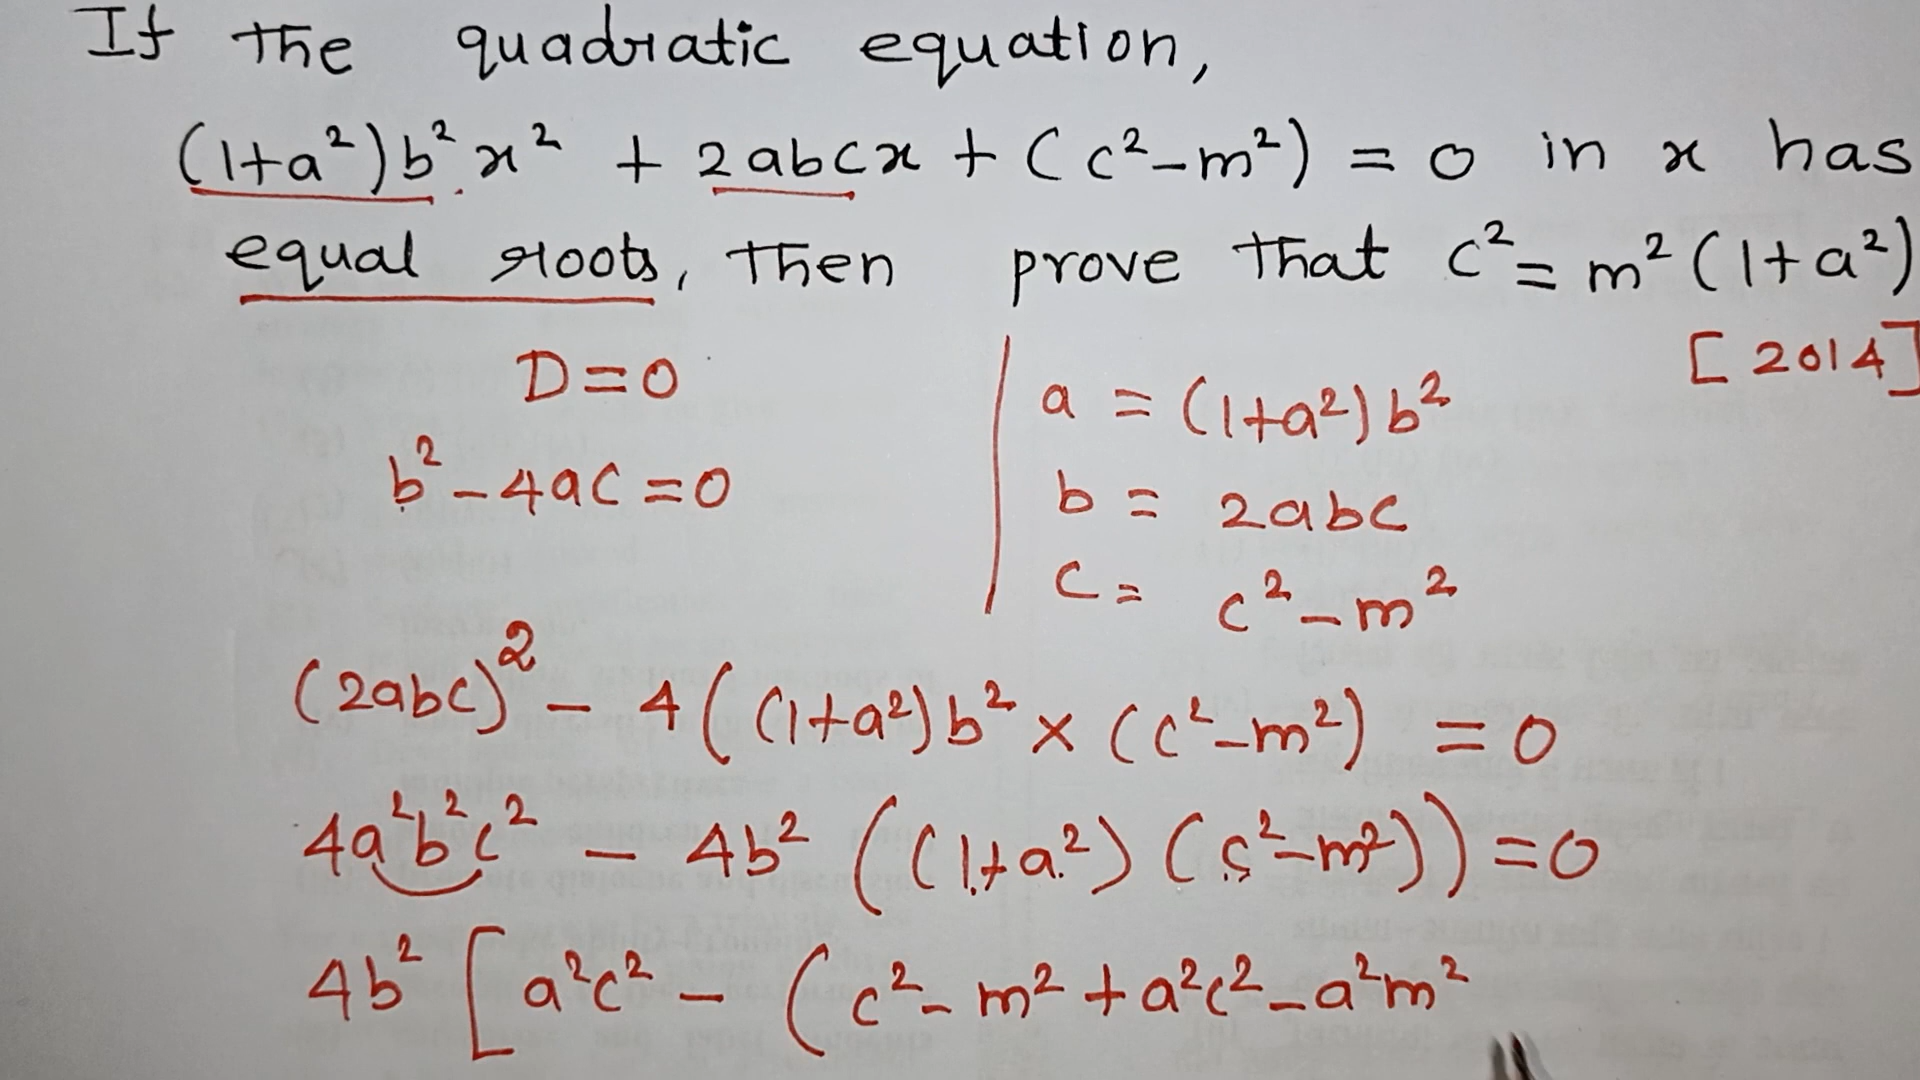 If the quadratic equation,
(1+a²)b²x² + 2abcx + (c²-m²) = 0 in x has
equal roots, then prove that c² = m²(1+a²)
[2014]
D=0
b²-4ac=0
a = (1+a²)b²
b = 2abc
c = c²-m²
(2abc)² - 4((1+a²)b² × (c²-m²) = 0
4a²b²c² - 4b² ((1+a²)(c²-m²))=0
4b² [a²c² - (c²-m²+a²c²-a²m²